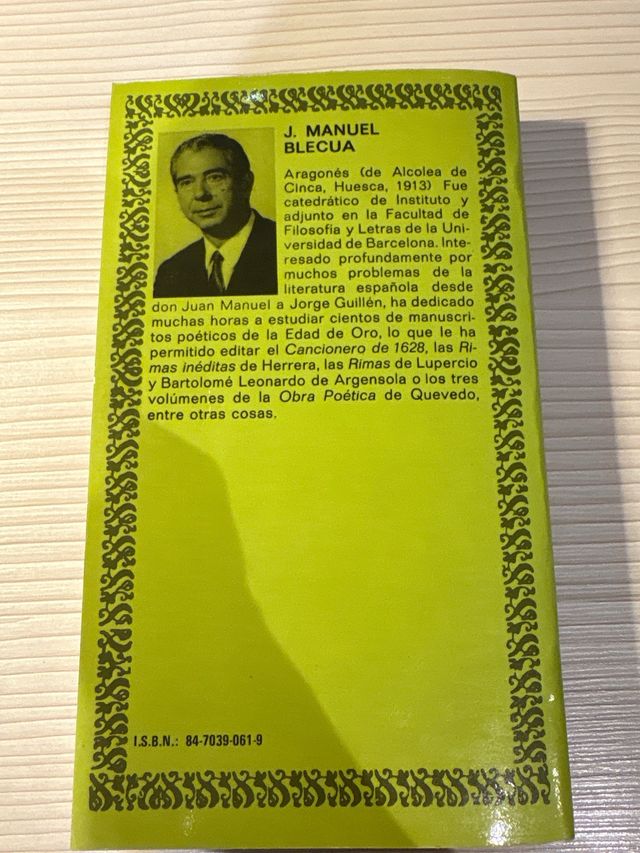 J. MANUEL
BLECUA
Aragonés (de Alcolea de
Cinca, Huesca, 1913) Fue
catedrático de Instituto y
adjunto en la Facultad de
Filosofía y Letras de la Uni-
versidad de Barcelona. Inte-
resado profundamente por
muchos problemas de la
literatura española desde
don Juan Manuel a Jorge Guillén, ha dedicado
muchas horas a estudiar cientos de manuscri-
tos poéticos de la Edad de Oro, lo que le ha
permitido editar el Cancionero de 1628, las Ri-
mas inéditas de Herrera, las Rimas de Lupercio
y Bartolomé Leonardo de Argensola o los tres
volúmenes de la Obra Poética de Quevedo,
entre otras cosas.
I.S.B.N.: 84-7039-061-9